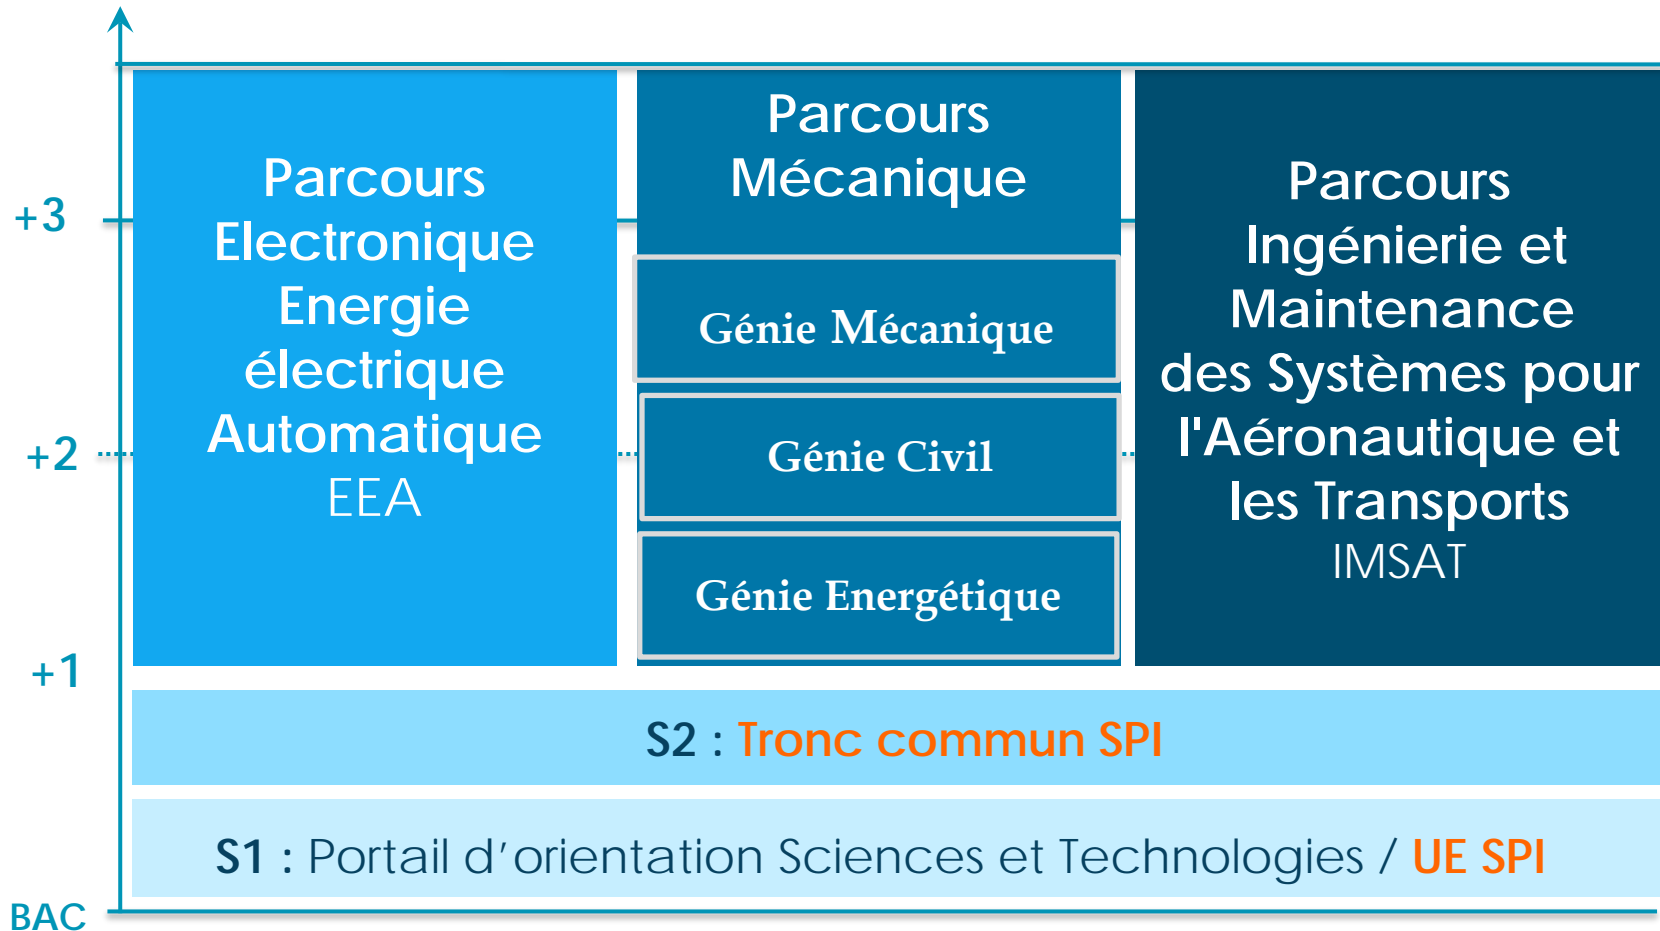 +3
+2
+1
BAC
Parcours
Electronique
Energie
électrique
Automatique
EEA
Parcours
Mécanique
Génie Mécanique
Génie Civil
Génie Energétique
Parcours
Ingénierie et
Maintenance
des Systèmes pour
l'Aéronautique et
les Transports
IMSAT
S2 : Tronc commun SPI
S1 : Portail d’orientation Sciences et Technologies / UE SPI